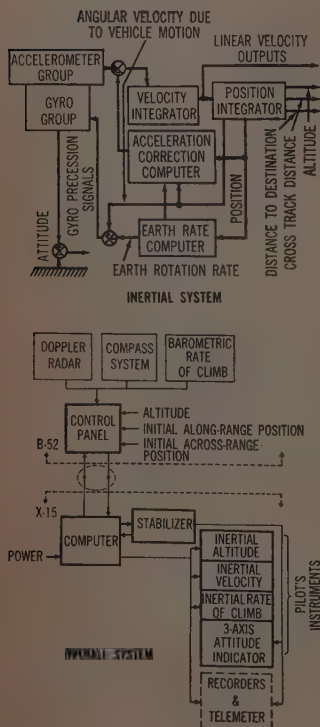 ANGULAR VELOCITY DUE
TO VEHICLE MOTION
LINEAR VELOCITY
OUTPUTS
ACCELEROMETER
GROUP
GYRO
GROUP
VELOCITY
INTEGRATOR
POSITION
INTEGRATOR
ACCELERATION
CORRECTION
COMPUTER
EARTH RATE
COMPUTER
ATTITUDE
GYRO PRECESSION
SIGNALS
POSITION
DISTANCE TO DESTINATION
CROSS TRACK DISTANCE
ALTITUDE
EARTH ROTATION RATE
INERTIAL SYSTEM
DOPPLER
RADAR
COMPASS
SYSTEM
BAROMETRIC
RATE
OF CLIMB
CONTROL
PANEL
ALTITUDE
INITIAL ALONG-RANGE POSITION
INITIAL ACROSS-RANGE
POSITION
B-52
X-15
COMPUTER
STABILIZER
POWER
INERTIAL
ALTITUDE
INERTIAL
VELOCITY
INERTIAL RATE
OF CLIMB
3-AXIS
ATTITUDE
INDICATOR
PILOT'S
INSTRUMENTS
SYSTEM
RECORDERS
&
TELEMETER